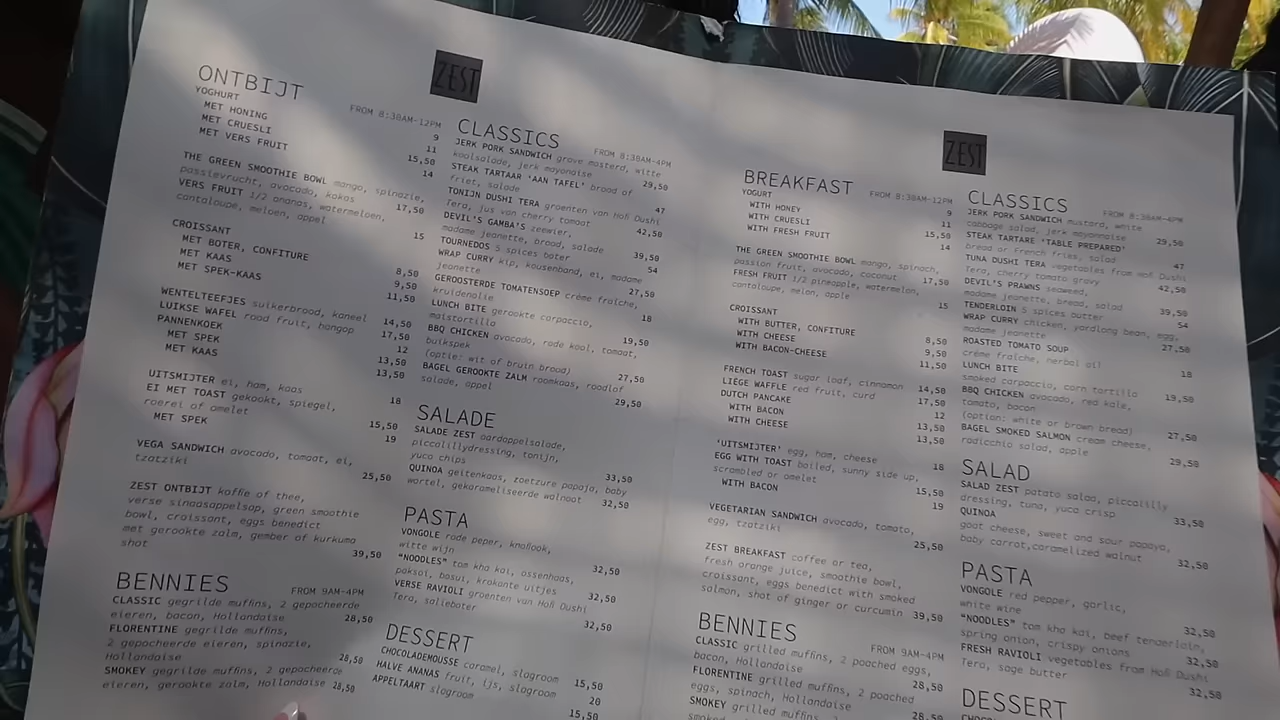 ZEST
ONTBIJT
FROM 8:30AM-12PM
YOGHURT
MET HONING 9
MET CRUESLI 11
MET VERS FRUIT 15,50
14
THE GREEN SMOOTHIE BOWL mango, spinazie,
passievrucht, avocado, kokos 17,50
VERS FRUIT 1/2 ananas, watermeloen,
cantaloupe, meloen, appel 15
CROISSANT
MET BOTER, CONFITURE 8,50
MET KAAS 9,50
MET SPEK-KAAS 11,50
WENTELTEEFJES suikerbrood, kaneel 14,50
LUIKSE WAFEL rood fruit, hangop 17,50
PANNENKOEK 12
MET SPEK 13,50
MET KAAS 13,50
UITSMIJTER ei, ham, kaas 18
EI MET TOAST gekookt, spiegel,
roerei of omelet 15,50
MET SPEK 19
VEGA SANDWICH avocado, tomaat, ei,
tzatziki 25,50
ZEST ONTBIJT koffie of thee,
verse sinaasappelsap, green smoothie
bowl, croissant, eggs benedict
met gerookte zalm, gember of kurkuma
shot 39,50
BENNIES
FROM 9AM-4PM
CLASSIC gegrilde muffins, 2 gepocheerde
eieren, bacon, Hollandaise 28,50
FLORENTINE gegrilde muffins,
2 gepocheerde eieren, spinazie,
Hollandaise 28,50
SMOKEY gegrilde muffins, 2 gepocheerde
eieren, gerookte zalm, Hollandaise 28,50
CLASSICS
FROM 8:30AM-4PM
JERK PORK SANDWICH grove mosterd, witte
koolsalade, jerk mayonaise 29,50
STEAK TARTAAR 'AAN TAFEL' brood of
friet, salade 47
TONIJN DUSHI TERA groenten van Hofi Dushi
Tera, jus van cherry tomaat 42,50
DEVIL'S GAMBA'S zeewier,
madame jeanette, brood, salade 39,50
TOURNEDOS 5 spices boter 54
WRAP CURRY kip, kousenband, ei, madame
jeanette 27,50
GEROOSTERDE TOMATENSOEP crème fraîche,
kruidenolie 18
LUNCH BITE gerookte carpaccio,
maistortilla 19,50
BBQ CHICKEN avocado, rode kool, tomaat,
buikspek
(optie: wit of bruin brood) 27,50
BAGEL GEROOKTE ZALM roomkaas, roodlof
salade, appel 29,50
SALADE
SALADE ZEST aardappelsalade,
piccalillydressing, tonijn,
yuca chips 33,50
QUINOA geitenkaas, zoetzure papaja, baby
wortel, gekarameliseerde walnoot 32,50
PASTA
VONGOLE rode peper, knoflook,
witte wijn 32,50
"NOODLES" tom kha kai, ossenhaas,
paksoi, bosui, krokante uitjes 32,50
VERSE RAVIOLI groenten van Hofi Dushi
Tera, salieboter 32,50
DESSERT
CHOCOLADEMOUSSE caramel, slagroom 15,50
HALVE ANANAS fruit, ijs, slagroom 20
APPELTAART slagroom 15,50
ZEST
BREAKFAST
FROM 8:30AM-12PM
YOGURT 9
WITH HONEY 11
WITH CRUESLI 15,50
WITH FRESH FRUIT 14
THE GREEN SMOOTHIE BOWL mango, spinach,
passion fruit, avocado, coconut 17,50
FRESH FRUIT 1/2 pineapple, watermelon,
cantaloupe, melon, apple 15
CROISSANT
WITH BUTTER, CONFITURE 8,50
WITH CHEESE 9,50
WITH BACON-CHEESE 11,50
FRENCH TOAST sugar loaf, cinnamon 14,50
LIÈGE WAFFLE red fruit, curd 17,50
DUTCH PANCAKE 12
WITH BACON 13,50
WITH CHEESE 13,50
'UITSMIJTER' egg, ham, cheese 18
EGG WITH TOAST boiled, sunny side up,
scrambled or omelet 15,50
WITH BACON 19
VEGETARIAN SANDWICH avocado, tomato,
egg, tzatziki 25,50
ZEST BREAKFAST coffee or tea,
fresh orange juice, smoothie bowl,
croissant, eggs benedict with smoked
salmon, shot of ginger or curcumin 39,50
BENNIES
FROM 9AM-4PM
CLASSIC grilled muffins, 2 poached eggs,
bacon, Hollandaise 28,50
FLORENTINE grilled muffins, 2 poached
eggs, spinach, Hollandaise 28,50
SMOKEY grilled muffins, 2 poached
CLASSICS
FROM 8:30AM-4PM
JERK PORK SANDWICH mustard, white
cabbage salad, jerk mayonnaise 29,50
STEAK TARTARE 'TABLE PREPARED'
bread or French fries, salad 47
TUNA DUSHI TERA vegetables from Hofi Dushi
Tera, cherry tomato gravy 42,50
DEVIL'S PRAWNS seaweed,
madame jeanette, bread, salad 39,50
TENDERLOIN 5 spices butter 54
WRAP CURRY chicken, yardlong bean, egg,
madame jeanette 27,50
ROASTED TOMATO SOUP
crème fraîche, herbal oil 18
LUNCH BITE
smoked carpaccio, corn tortilla 19,50
BBQ CHICKEN avocado, red kale,
tomato, bacon
(option: white or brown bread) 27,50
BAGEL SMOKED SALMON cream cheese,
radicchio salad, apple 29,50
SALAD
SALAD ZEST potato salad, piccalilly
dressing, tuna, yuca crisp 33,50
QUINOA
goat cheese, sweet and sour papaya,
baby carrot, caramelized walnut 32,50
PASTA
VONGOLE red pepper, garlic,
white wine 32,50
"NOODLES" tom kha kai, beef tenderloin,
spring onion, crispy onions 32,50
FRESH RAVIOLI vegetables from Hofi Dushi
Tera, sage butter 32,50
DESSERT